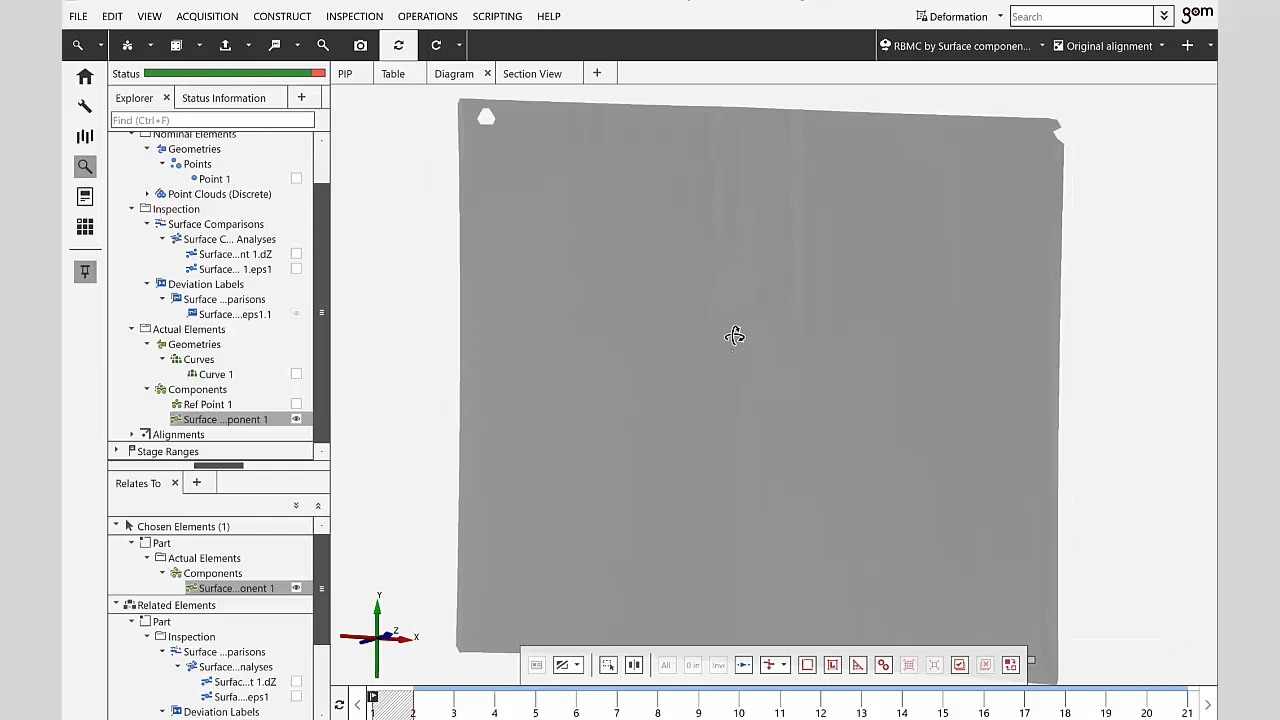 FILE EDIT VIEW ACQUISITION CONSTRUCT INSPECTION OPERATIONS SCRIPTING HELP Deformation Search gom
RBMC by Surface componen... Original alignment
Status PIP Table Diagram Section View
Explorer Status Information
Find (Ctrl+F)
Nominal Elements
Geometries
Points
Point 1
Point Clouds (Discrete)
Inspection
Surface Comparisons
Surface C... Analyses
Surface...nt 1.dZ
Surface... 1.eps1
Deviation Labels
Surface ...parisons
Surface....eps1.1
Actual Elements
Geometries
Curves
Curve 1
Components
Ref Point 1
Surface ...ponent 1
Alignments
Stage Ranges
Relates To
Chosen Elements (1)
Part
Actual Elements
Components
Surface...onent 1
Related Elements
Part
Inspection
Surface ...parisons
Surface...nalyses
Surfac...t 1.dZ
Surfa....eps1
Deviation Labels
Y
Z
X
All 0 in Invi
1 2 3 4 5 6 7 8 9 10 11 12 13 14 15 16 17 18 19 20 21